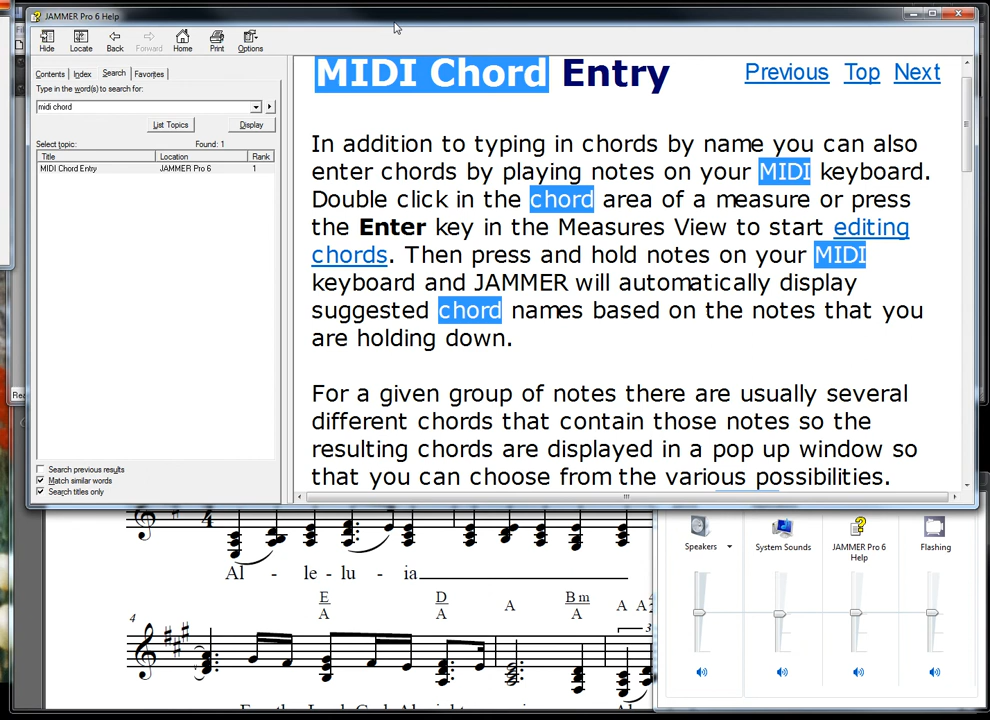 JAMMER Pro 6 Help
Hide Locate Back Forward Home Print Options
Contents Index Search Favorites
Type in the word(s) to search for:
midi chord
List Topics Display
Select topic: Found: 1
Title Location Rank
MIDI Chord Entry JAMMER Pro 6 1
Search previous results
Match similar words
Search titles only
MIDI Chord Entry Previous Top Next
In addition to typing in chords by name you can also
enter chords by playing notes on your MIDI keyboard.
Double click in the chord area of a measure or press
the Enter key in the Measures View to start editing
chords. Then press and hold notes on your MIDI
keyboard and JAMMER will automatically display
suggested chord names based on the notes that you
are holding down.
For a given group of notes there are usually several
different chords that contain those notes so the
resulting chords are displayed in a pop up window so
that you can choose from the various possibilities.
4
Al - le - lu - ia
E D A Bm A A
A A A
4
3
Speakers System Sounds JAMMER Pro 6 Flashing
Help